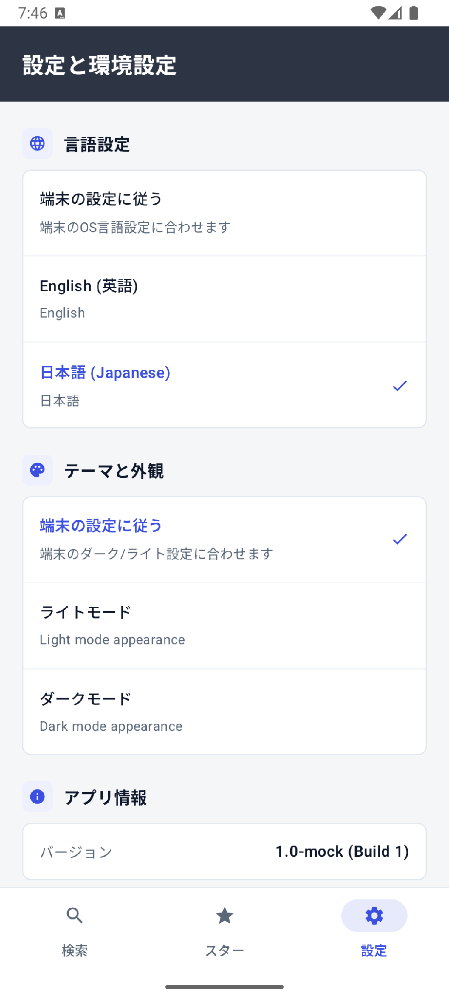 7:46
設定と環境設定
言語設定
端末の設定に従う
端末のOS言語設定に合わせます
English (英語)
English
日本語 (Japanese)
日本語
テーマと外観
端末の設定に従う
端末のダーク/ライト設定に合わせます
ライトモード
Light mode appearance
ダークモード
Dark mode appearance
アプリ情報
バージョン 1.0-mock (Build 1)
検索 スター 設定